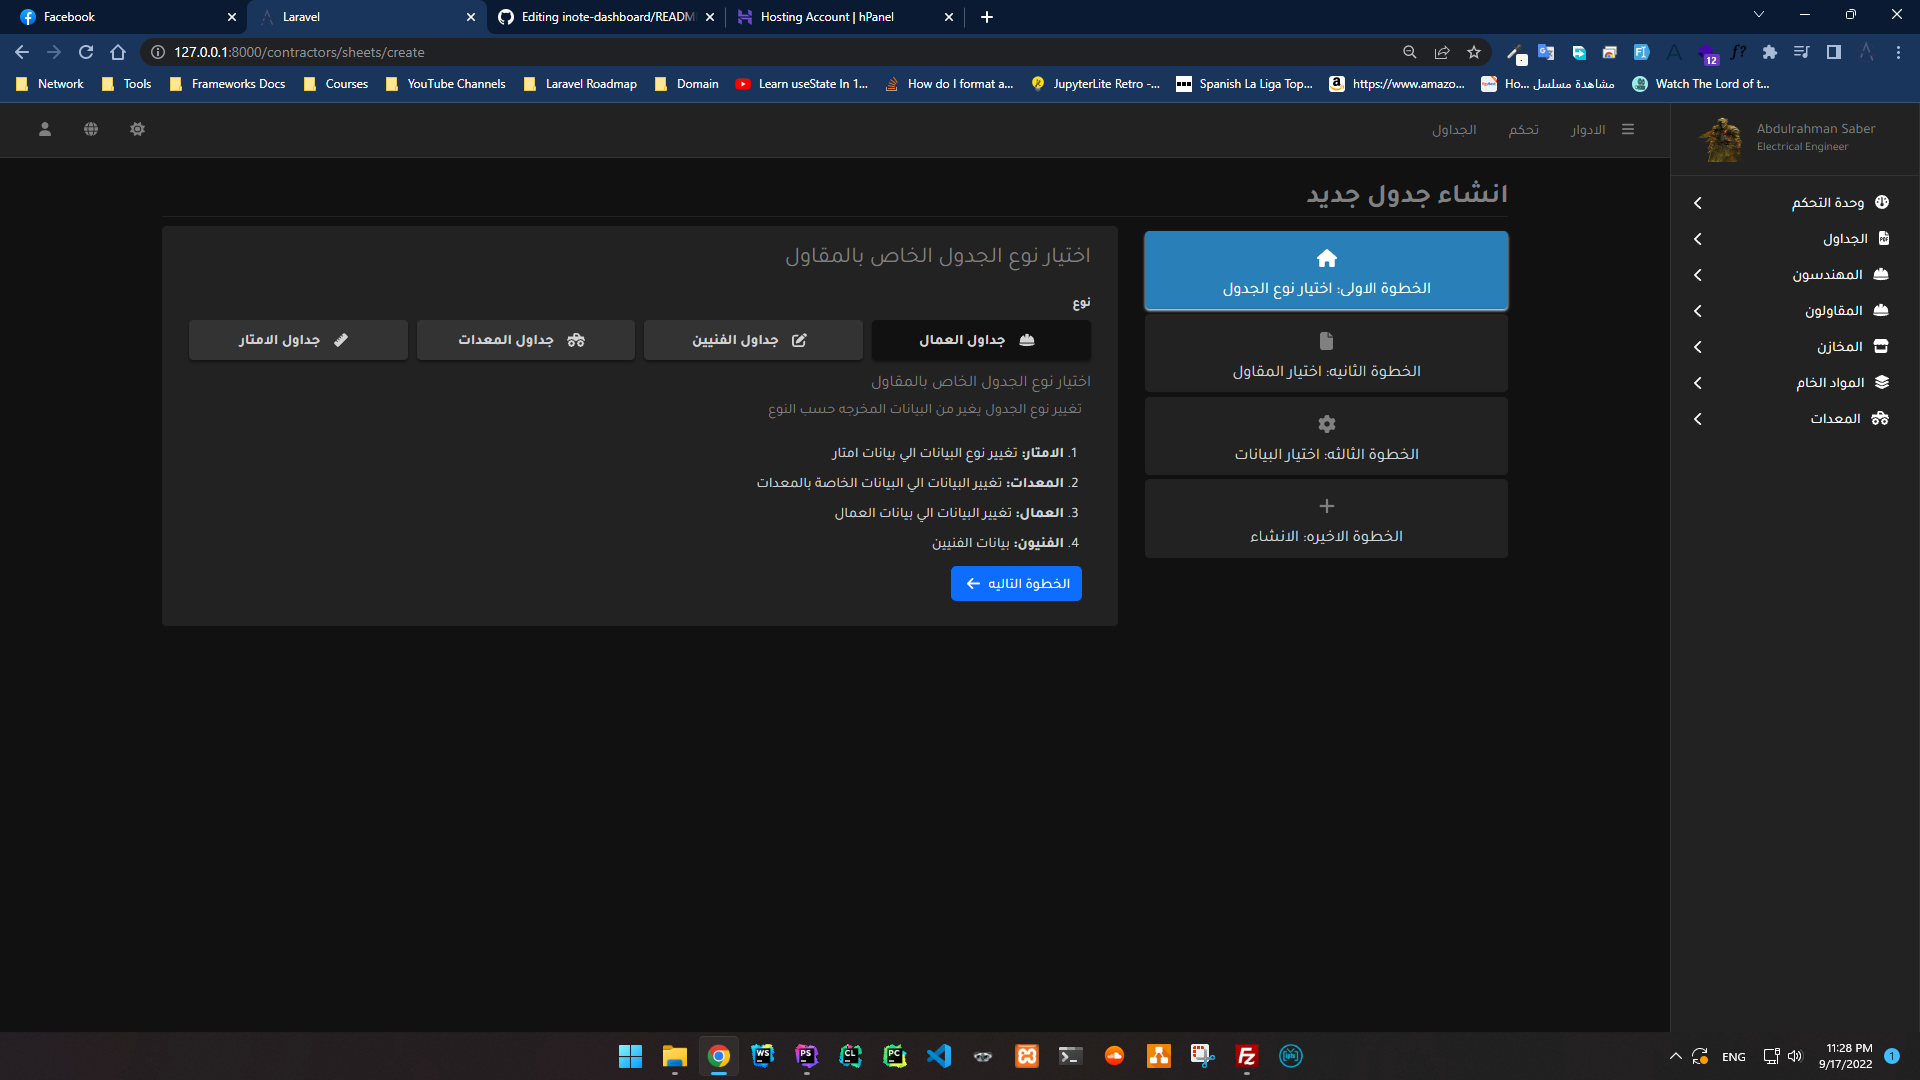 Facebook
Laravel
Editing inote-dashboard/READM
Hosting Account | hPanel
127.0.0.1:8000/contractors/sheets/create
12
Network
Tools
Frameworks Docs
Courses
YouTube Channels
Laravel Roadmap
Domain
Learn useState In 1...
How do I format a...
JupyterLite Retro -...
Spanish La Liga Top...
https://www.amazo...
مشاهدة مسلسل Ho...
Watch The Lord of t...
الادوار
تحكم
الجداول
Abdulrahman Saber
Electrical Engineer
وحدة التحكم
الجداول
المهندسون
المقاولون
المخازن
المواد الخام
المعدات
انشاء جدول جديد
الخطوة الاولى: اختيار نوع الجدول
الخطوة الثانيه: اختيار المقاول
الخطوة الثالثه: اختيار البيانات
الخطوة الاخيره: الانشاء
اختيار نوع الجدول الخاص بالمقاول
نوع
جداول العمال
جداول الفنيين
جداول المعدات
جداول الامتار
اختيار نوع الجدول الخاص بالمقاول
تغيير نوع الجدول يغير من البيانات المخرجه حسب النوع
1. الامتار: تغيير نوع البيانات الي بيانات امتار
2. المعدات: تغيير البيانات الي البيانات الخاصة بالمعدات
3. العمال: تغيير البيانات الي بيانات العمال
4. الفنيون: بيانات الفنيين
الخطوة التاليه
WS
PS
CL
PC
ENG
11:28 PM
9/17/2022
1